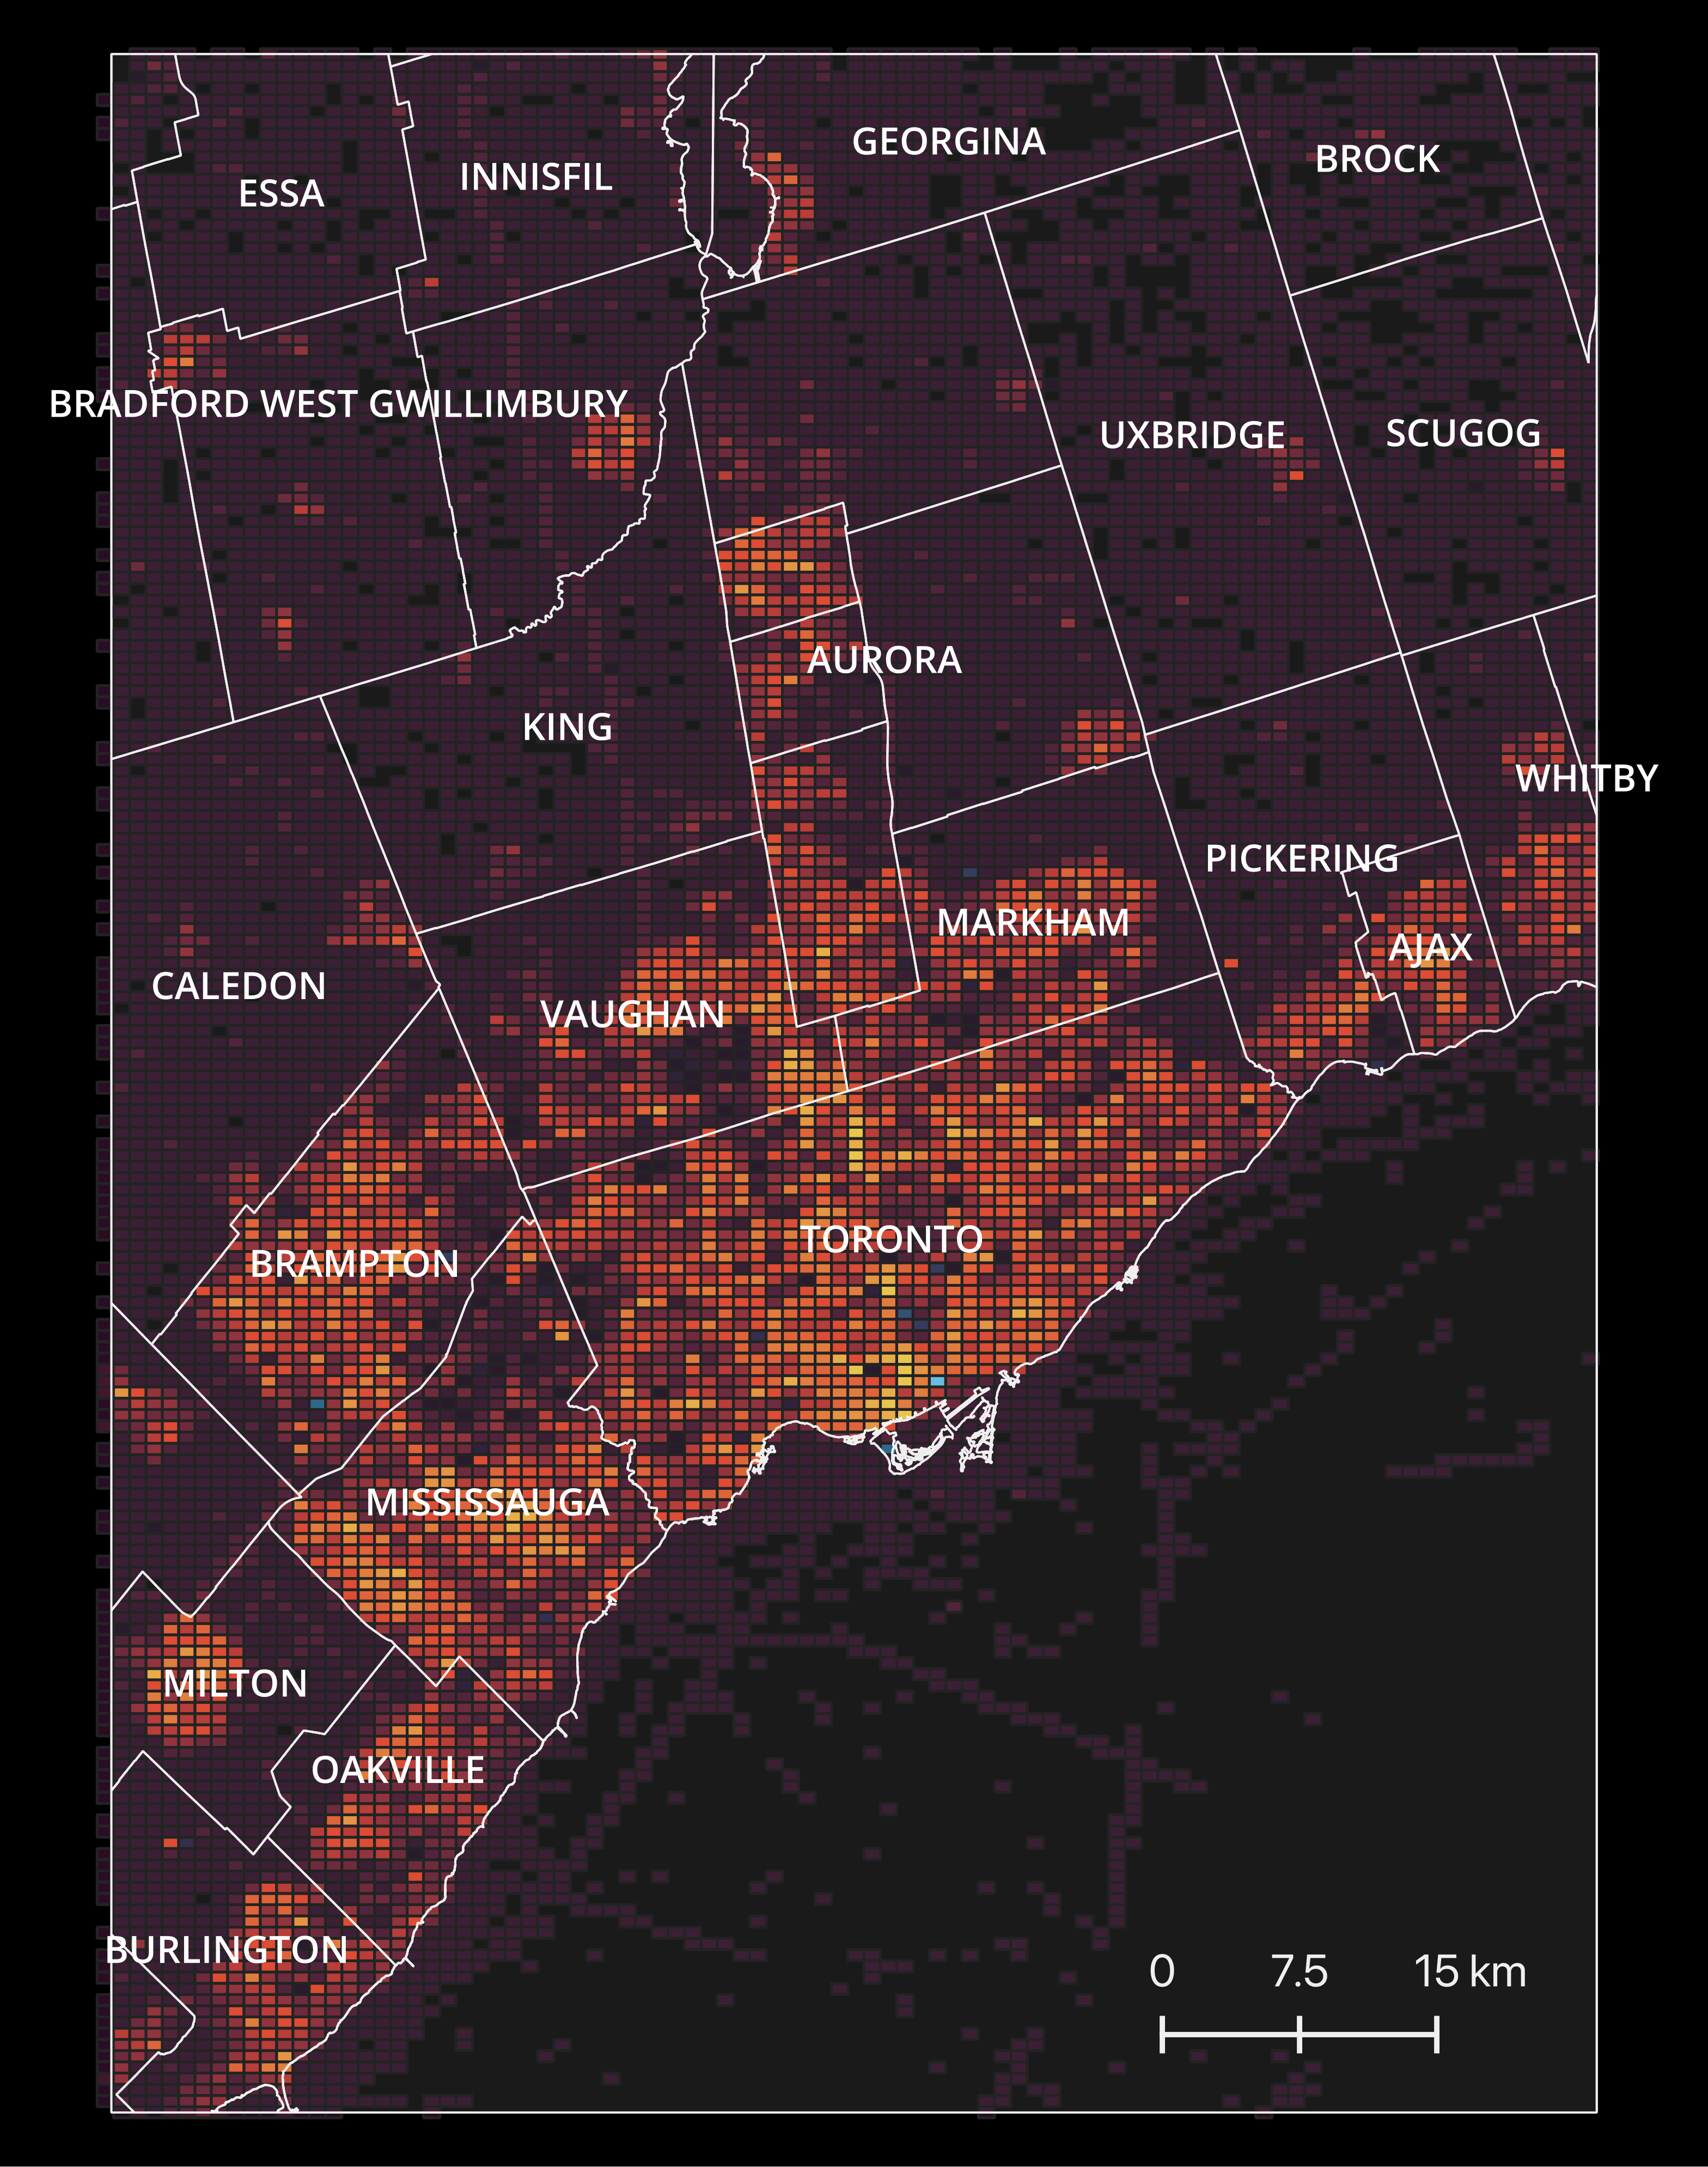 GEORGINA
BROCK
INNISFIL
ESSA
BRADFORD WEST GWILLIMBURY
UXBRIDGE
SCUGOG
AURORA
KING
WHITBY
PICKERING
MARKHAM
AJAX
CALEDON
VAUGHAN
TORONTO
BRAMPTON
MISSISSAUGA
MILTON
OAKVILLE
BURLINGTON
0 7.5 15 km